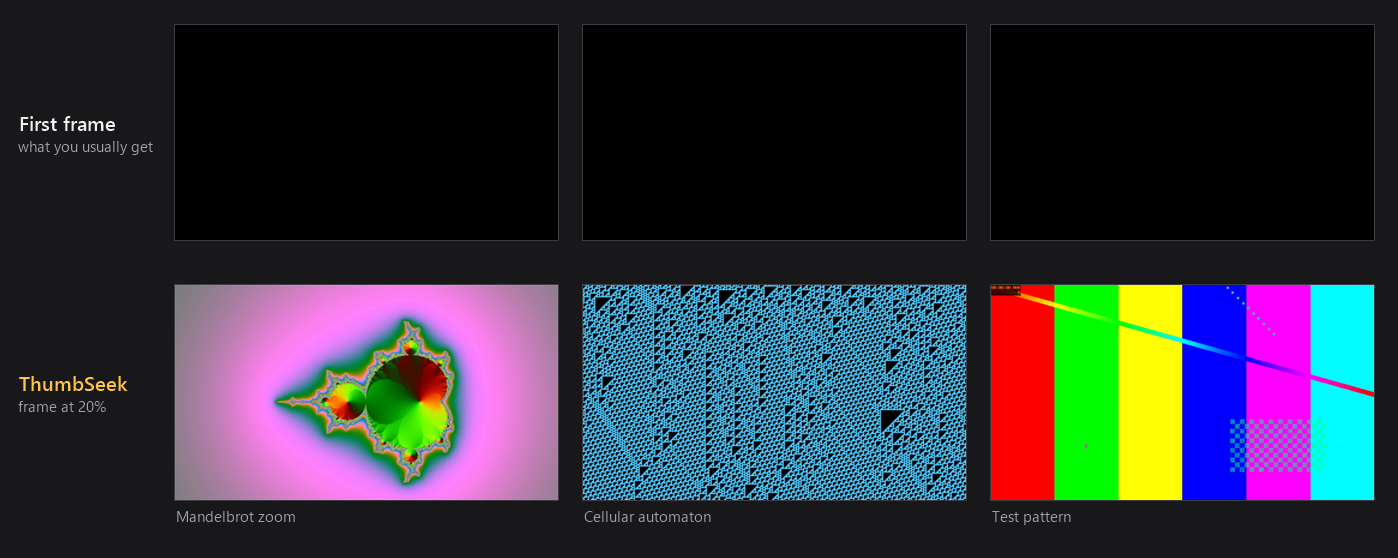 First frame
what you usually get
ThumbSeek
frame at 20%
Mandelbrot zoom
Cellular automaton
Test pattern